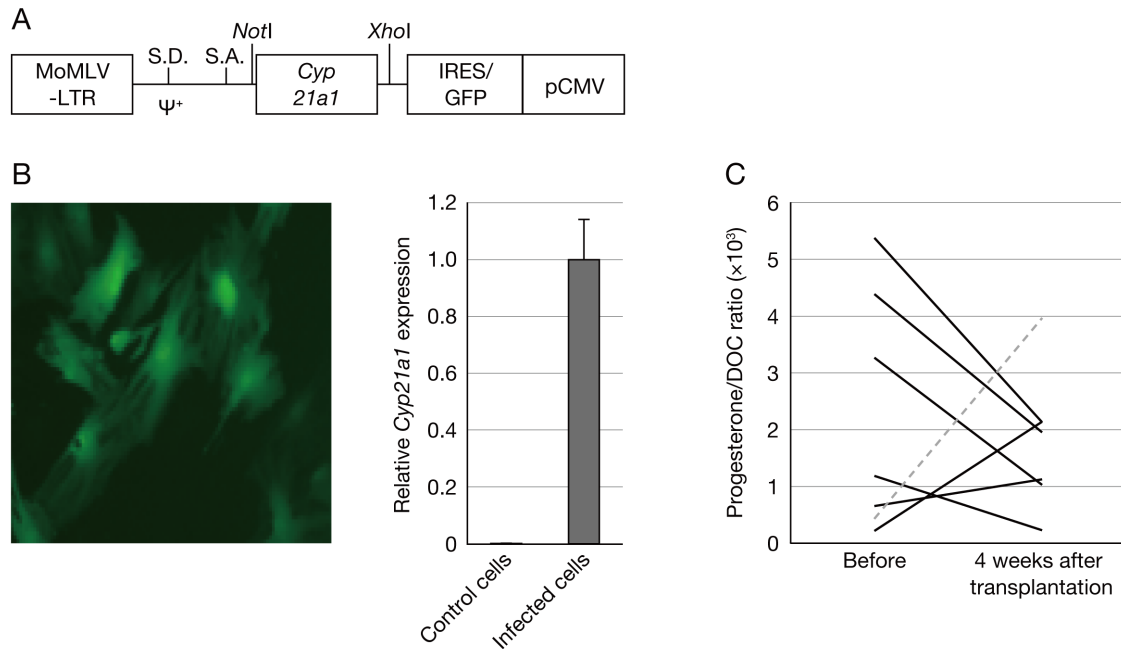 A
NotI
XhoI
S.D.
S.A.
MoMLV
-LTR
Cyp
21a1
IRES/
GFP
pCMV
Ψ+
B
C
Relative Cyp21a1 expression
1.2
1.0
0.8
0.6
0.4
0.2
0
Control cells
Infected cells
Progesterone/DOC ratio (×10³)
6
5
4
3
2
1
0
Before
4 weeks after
transplantation